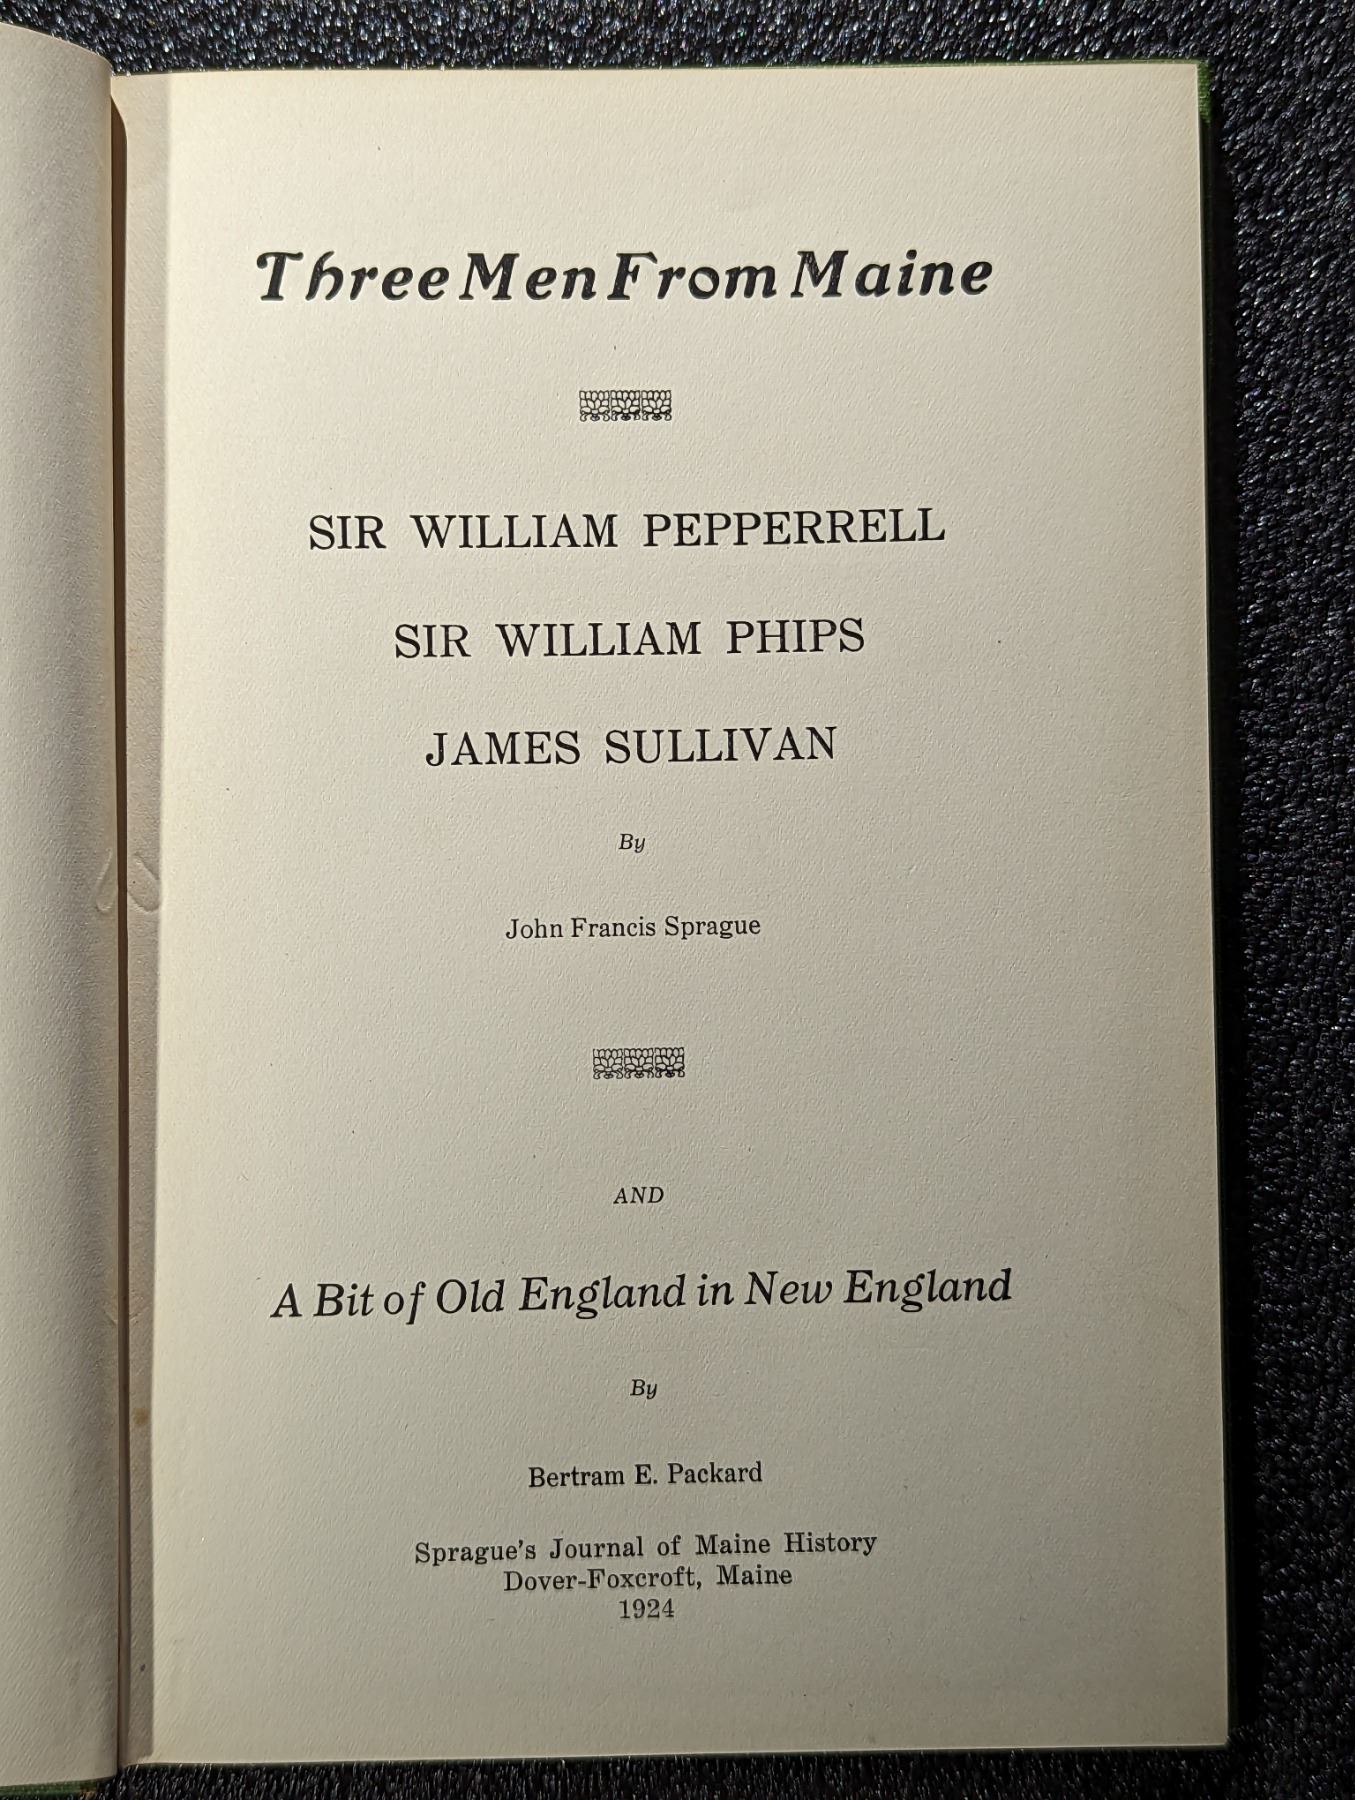 Three Men From Maine
SIR WILLIAM PEPPERRELL
SIR WILLIAM PHIPS
JAMES SULLIVAN
By
John Francis Sprague
AND
A Bit of Old England in New England
By
Bertram E. Packard
Sprague's Journal of Maine History
Dover-Foxcroft, Maine
1924